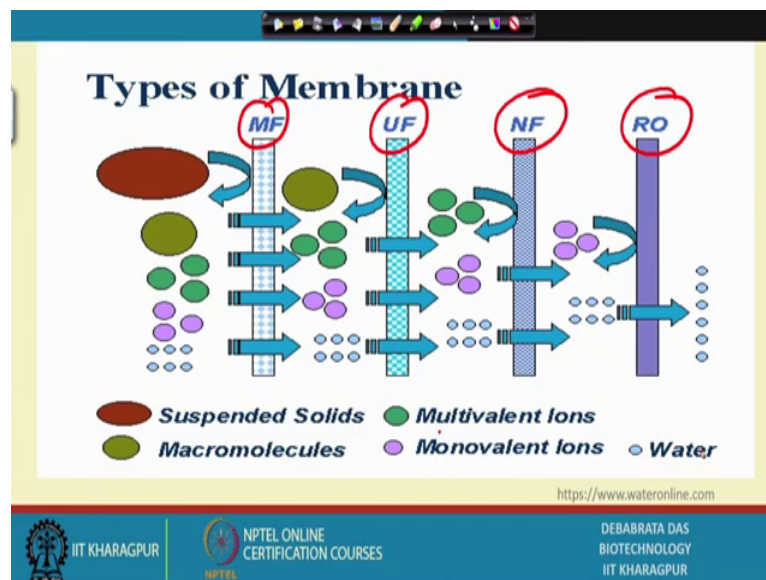 Types of Membrane
MF UF NF RO
Suspended Solids Multivalent Ions
Macromolecules Monovalent Ions Water
https://www.wateronline.com
IIT KHARAGPUR
NPTEL
NPTEL ONLINE
CERTIFICATION COURSES
DEBABRATA DAS
BIOTECHNOLOGY
IIT KHARAGPUR